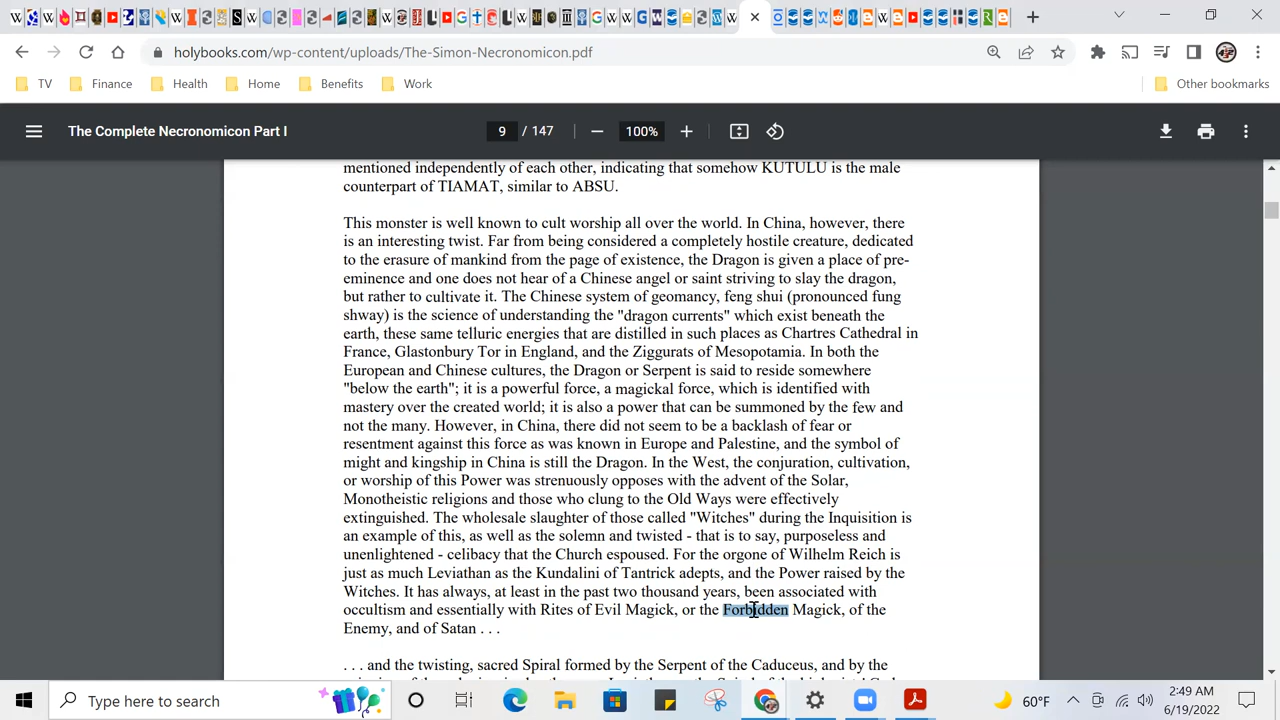 holybooks.com/wp-content/uploads/The-Simon-Necronomicon.pdf
TV Finance Health Home Benefits Work Other bookmarks
The Complete Necronomicon Part I 9 / 147 100%
mentioned independently of each other, indicating that somehow KUTULU is the male
counterpart of TIAMAT, similar to ABSU.
This monster is well known to cult worship all over the world. In China, however, there
is an interesting twist. Far from being considered a completely hostile creature, dedicated
to the erasure of mankind from the page of existence, the Dragon is given a place of pre-
eminence and one does not hear of a Chinese angel or saint striving to slay the dragon,
but rather to cultivate it. The Chinese system of geomancy, feng shui (pronounced fung
shway) is the science of understanding the "dragon currents" which exist beneath the
earth, these same telluric energies that are distilled in such places as Chartres Cathedral in
France, Glastonbury Tor in England, and the Ziggurats of Mesopotamia. In both the
European and Chinese cultures, the Dragon or Serpent is said to reside somewhere
"below the earth"; it is a powerful force, a magickal force, which is identified with
mastery over the created world; it is also a power that can be summoned by the few and
not the many. However, in China, there did not seem to be a backlash of fear or
resentment against this force as was known in Europe and Palestine, and the symbol of
might and kingship in China is still the Dragon. In the West, the conjuration, cultivation,
or worship of this Power was strenuously opposes with the advent of the Solar,
Monotheistic religions and those who clung to the Old Ways were effectively
extinguished. The wholesale slaughter of those called "Witches" during the Inquisition is
an example of this, as well as the solemn and twisted - that is to say, purposeless and
unenlightened - celibacy that the Church espoused. For the orgone of Wilhelm Reich is
just as much Leviathan as the Kundalini of Tantrick adepts, and the Power raised by the
Witches. It has always, at least in the past two thousand years, been associated with
occultism and essentially with Rites of Evil Magick, or the Forbidden Magick, of the
Enemy, and of Satan . . .
. . . and the twisting, sacred Spiral formed by the Serpent of the Caduceus, and by the
Type here to search 60°F 2:49 AM
6/19/2022